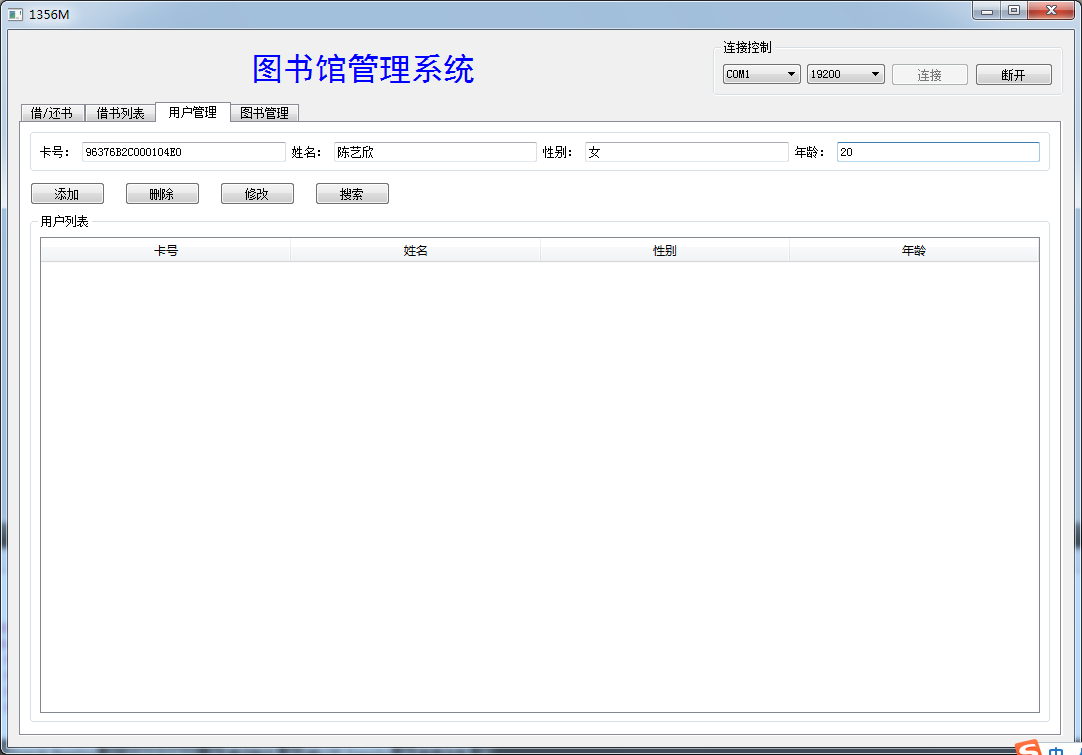 1356M
图书馆管理系统
连接控制
COM1 19200 连接 断开
借/还书 借书列表 用户管理 图书管理
卡号: 96376B2C000104E0 姓名: 陈艺欣 性别: 女 年龄: 20
添加 删除 修改 搜索
用户列表
卡号 姓名 性别 年龄
中